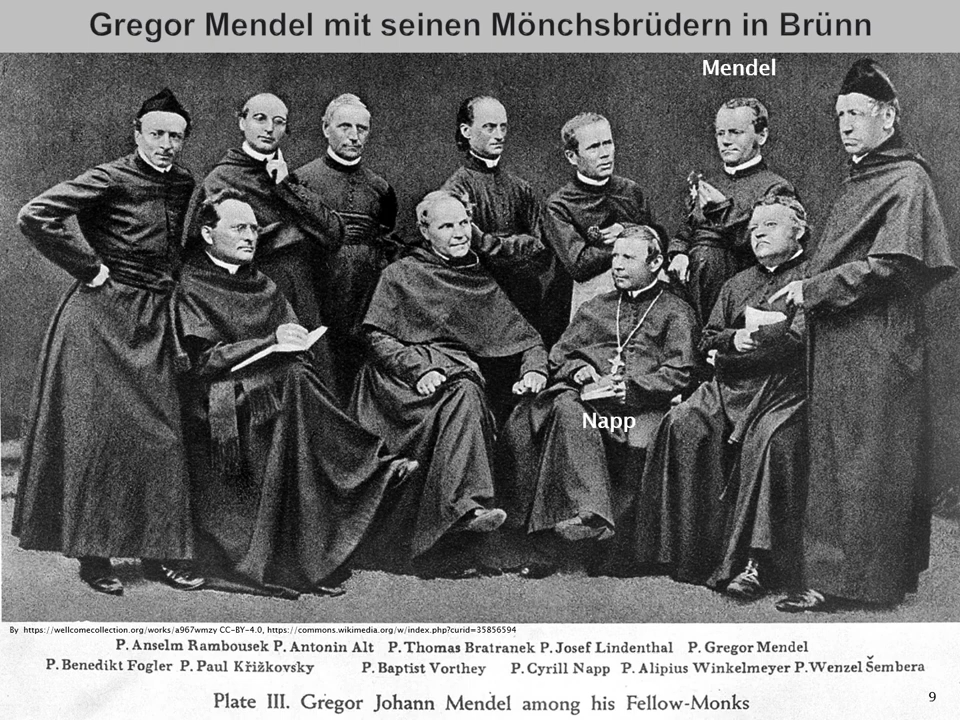 Gregor Mendel mit seinen Mönchsbrüdern in Brünn
Mendel
Napp
By https://wellcomecollection.org/works/a967wmzy CC-BY-4.0, https://commons.wikimedia.org/w/index.php?curid=35856594
P. Anselm Rambousek P. Antonin Alt P. Thomas Bratranek P. Josef Lindenthal P. Gregor Mendel
P. Benedikt Fogler P. Paul Křižkovsky P. Baptist Vorthey P. Cyrill Napp P. Alipius Winkelmeyer P. Wenzel Šembera
Plate III. Gregor Johann Mendel among his Fellow-Monks
9